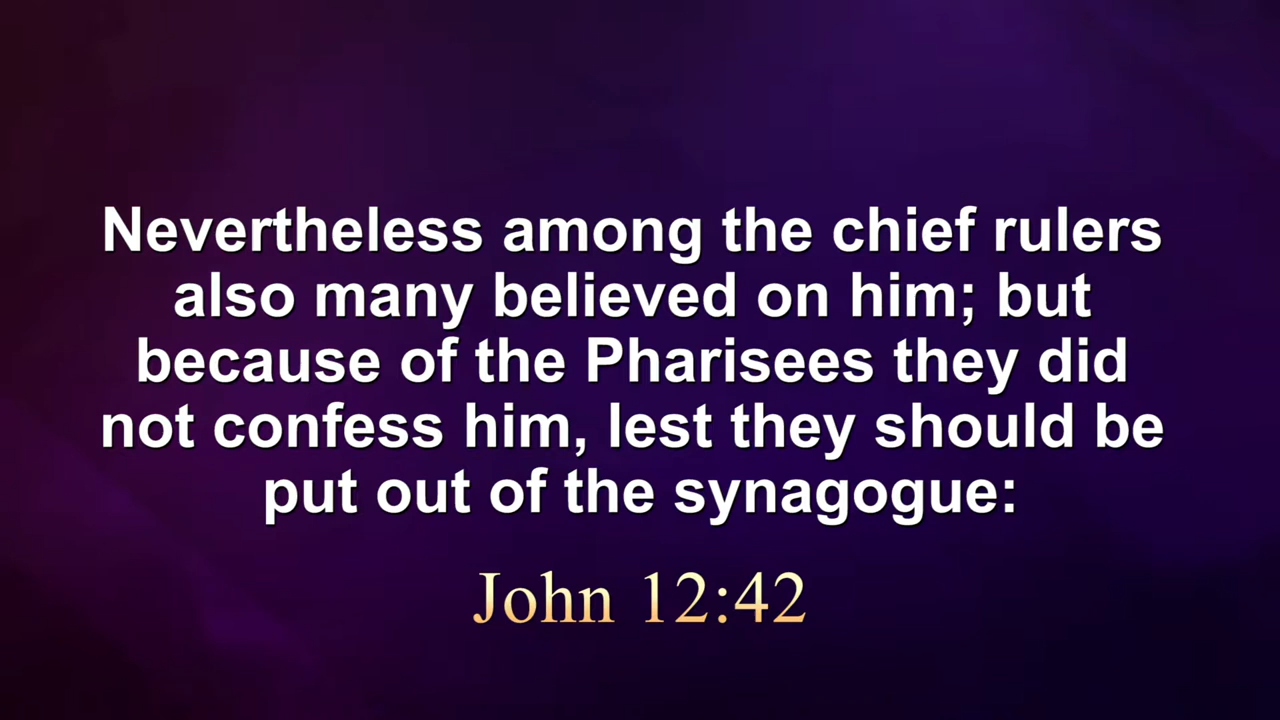 Nevertheless among the chief rulers
also many believed on him; but
because of the Pharisees they did
not confess him, lest they should be
put out of the synagogue:
John 12:42